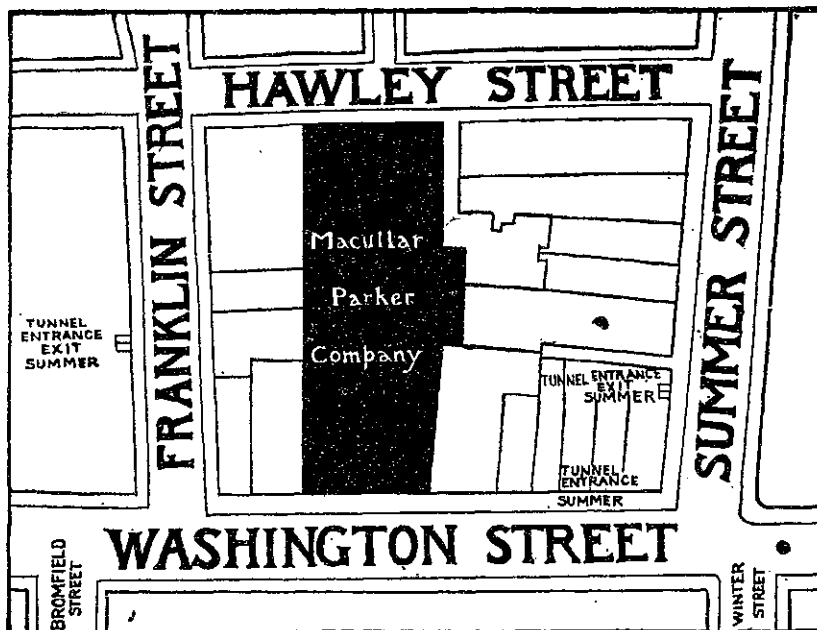 HAWLEY STREET
FRANKLIN STREET
SUMMER STREET
Macullar
Parker
Company
TUNNEL
ENTRANCE
EXIT
SUMMER
TUNNEL ENTRANCE
EXIT
SUMMER
TUNNEL
ENTRANCE
SUMMER
WASHINGTON STREET
BROMFIELD
STREET
WINTER
STREET